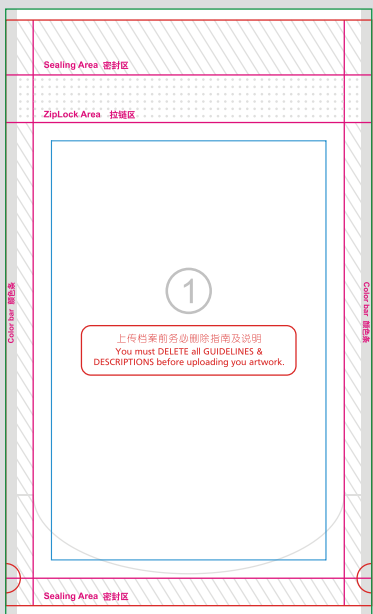 Sealing Area 密封区
ZipLock Area 拉链区
1
Color bar 颜色条
Color bar 颜色条
上传档案前务必删除指南及说明
You must DELETE all GUIDELINES &
DESCRIPTIONS before uploading you artwork.
Sealing Area 密封区